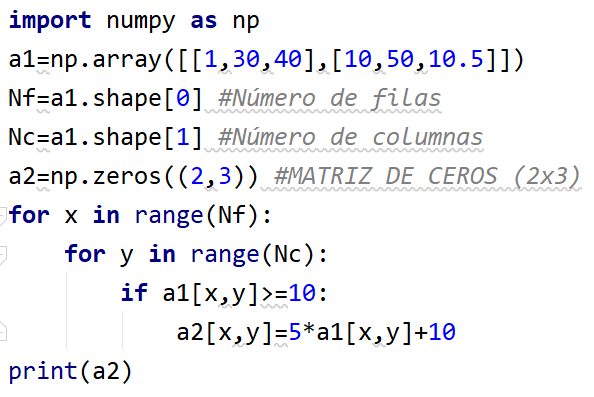 import numpy as np
a1=np.array([[1,30,40],[10,50,10.5]])
Nf=a1.shape[0] #Número de filas
Nc=a1.shape[1] #Número de columnas
a2=np.zeros((2,3)) #MATRIZ DE CEROS (2x3)
for x in range(Nf):
    for y in range(Nc):
        if a1[x,y]>=10:
            a2[x,y]=5*a1[x,y]+10
print(a2)